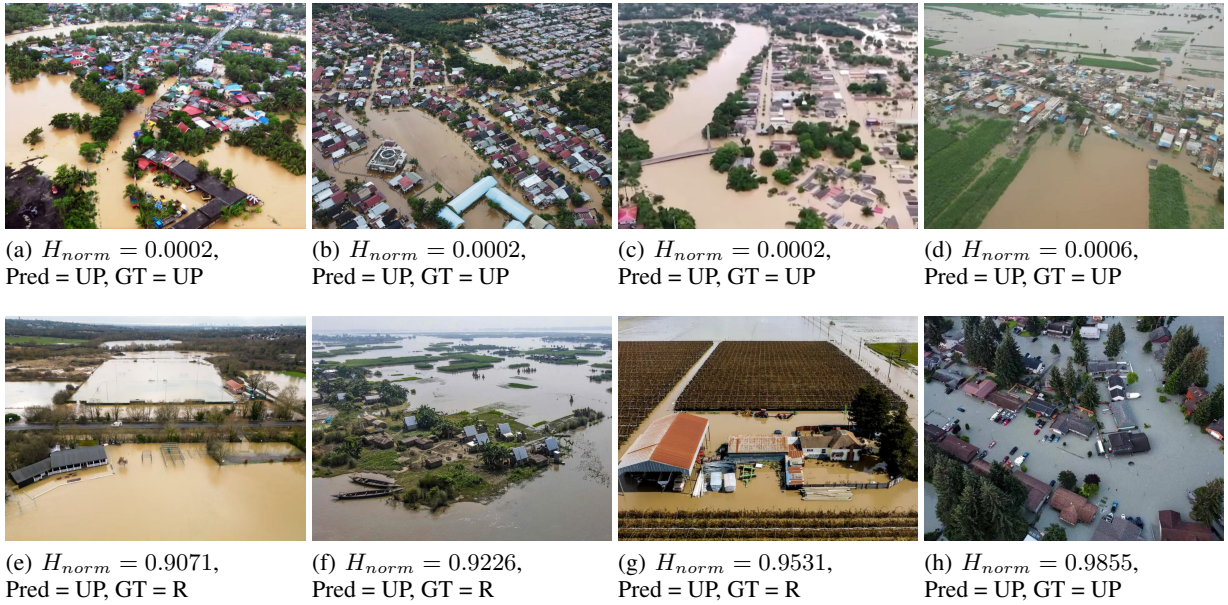 (a) H_norm = 0.0002,
Pred = UP, GT = UP
(b) H_norm = 0.0002,
Pred = UP, GT = UP
(c) H_norm = 0.0002,
Pred = UP, GT = UP
(d) H_norm = 0.0006,
Pred = UP, GT = UP
(e) H_norm = 0.9071,
Pred = UP, GT = R
(f) H_norm = 0.9226,
Pred = UP, GT = R
(g) H_norm = 0.9531,
Pred = UP, GT = R
(h) H_norm = 0.9855,
Pred = UP, GT = UP